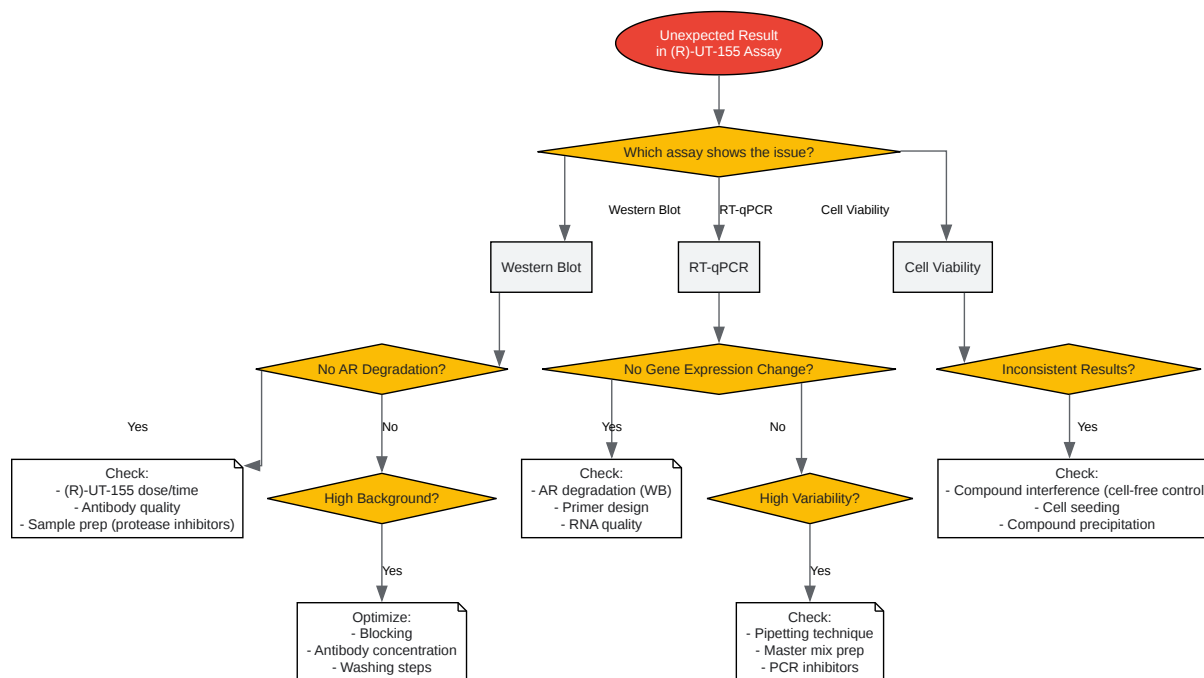 Unexpected Result
in (R)-UT-155 Assay
Which assay shows the issue?
Western Blot
RT-qPCR
Cell Viability
Western Blot
RT-qPCR
Cell Viability
No AR Degradation?
No Gene Expression Change?
Inconsistent Results?
Yes
No
Yes
No
Yes
Check:
- (R)-UT-155 dose/time
- Antibody quality
- Sample prep (protease inhibitors)
High Background?
Check:
- AR degradation (WB)
- Primer design
- RNA quality
High Variability?
Check:
- Compound interference (cell-free control
- Cell seeding
- Compound precipitation
Yes
Yes
Optimize:
- Blocking
- Antibody concentration
- Washing steps
Check:
- Pipetting technique
- Master mix prep
- PCR inhibitors